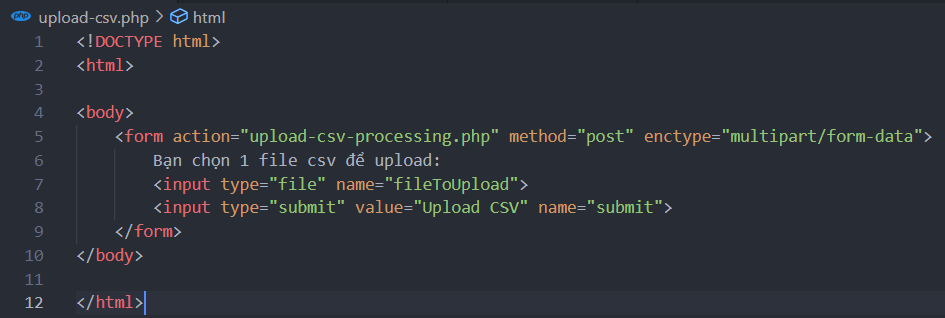 php upload-csv.php > html
1 <!DOCTYPE html>
2 <html>
3
4 <body>
5 <form action="upload-csv-processing.php" method="post" enctype="multipart/form-data">
6 Bạn chọn 1 file csv để upload:
7 <input type="file" name="fileToUpload">
8 <input type="submit" value="Upload CSV" name="submit">
9 </form>
10 </body>
11
12 </html>